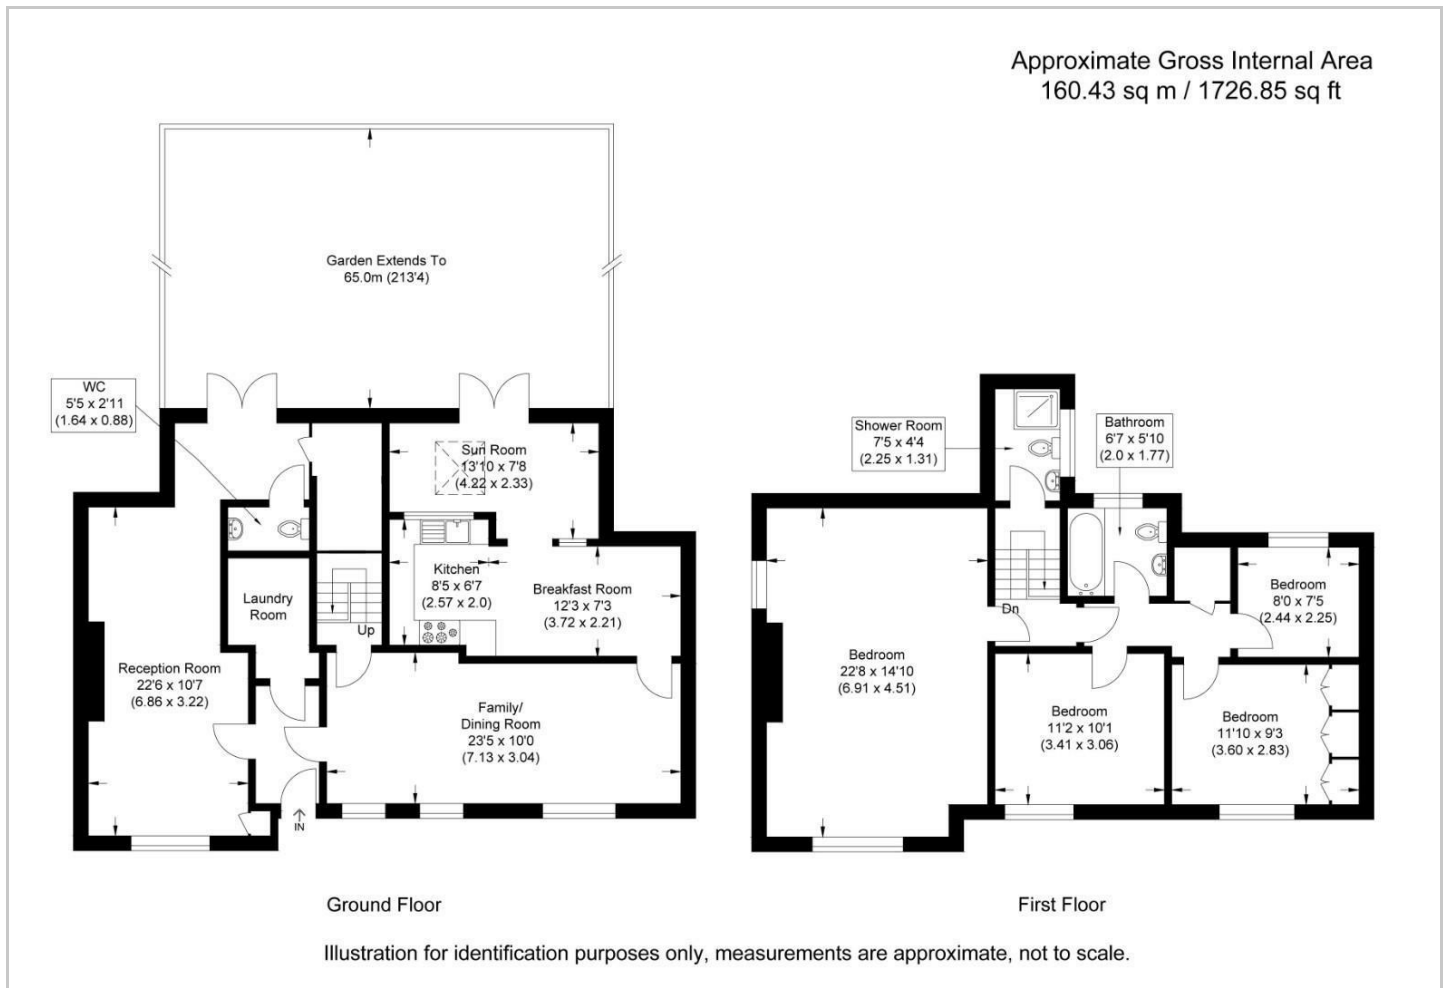 Approximate Gross Internal Area
160.43 sq m / 1726.85 sq ft
Garden Extends To
65.0m (213'4)
WC
5'5 x 2'11
(1.64 x 0.88)
Sun Room
13'10 x 7'8
(4.22 x 2.33)
Kitchen
8'5 x 6'7
(2.57 x 2.0)
Breakfast Room
12'3 x 7'3
(3.72 x 2.21)
Laundry
Room
Up
Reception Room
22'6 x 10'7
(6.86 x 3.22)
Family/
Dining Room
23'5 x 10'0
(7.13 x 3.04)
IN
Ground Floor
Shower Room
7'5 x 4'4
(2.25 x 1.31)
Bathroom
6'7 x 5'10
(2.0 x 1.77)
Dn
Bedroom
8'0 x 7'5
(2.44 x 2.25)
Bedroom
22'8 x 14'10
(6.91 x 4.51)
Bedroom
11'2 x 10'1
(3.41 x 3.06)
Bedroom
11'10 x 9'3
(3.60 x 2.83)
First Floor
Illustration for identification purposes only, measurements are approximate, not to scale.